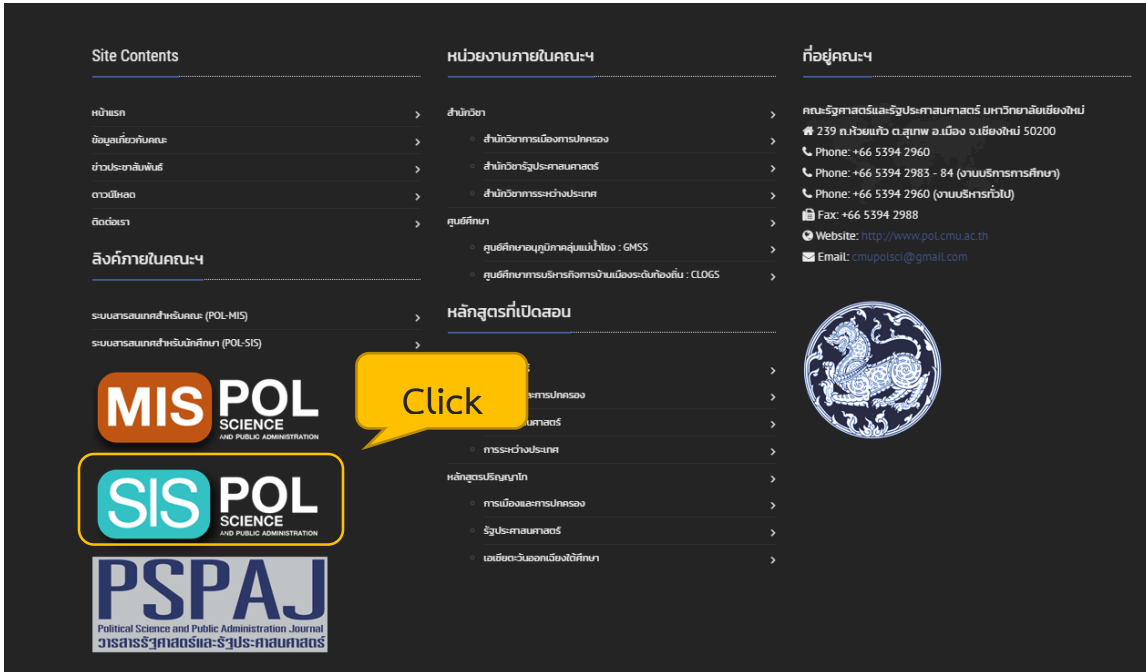 Site Contents
หน้าแรก
ข้อมูลเกี่ยวกับคณะ
ข่าวประชาสัมพันธ์
ดาวน์โหลด
ติดต่อเรา
ลิงค์ภายในคณะฯ
ระบบสารสนเทศสำหรับคณะ (POL-MIS)
ระบบสารสนเทศสำหรับนักศึกษา (POL-SIS)
MIS POL
SCIENCE
AND PUBLIC ADMINISTRATION
SIS POL
SCIENCE
AND PUBLIC ADMINISTRATION
PSPAJ
Political Science and Public Administration Journal
วารสารรัฐศาสตร์และรัฐประศาสนศาสตร์
Click
หน่วยงานภายในคณะฯ
สำนักวิชา
สำนักวิชาการเมืองการปกครอง
สำนักวิชารัฐประศาสนศาสตร์
สำนักวิชาการระหว่างประเทศ
ศูนย์ศึกษา
ศูนย์ศึกษาอนุภูมิภาคลุ่มแม่น้ำโขง : GMSS
ศูนย์ศึกษาการบริหารกิจการบ้านเมืองระดับท้องถิ่น : CLOGS
หลักสูตรที่เปิดสอน
และการปกครอง
การระหว่างประเทศ
หลักสูตรปริญญาโท
การเมืองและการปกครอง
รัฐประศาสนศาสตร์
เอเชียตะวันออกเฉียงใต้ศึกษา
ที่อยู่คณะฯ
คณะรัฐศาสตร์และรัฐประศาสนศาสตร์ มหาวิทยาลัยเชียงใหม่
239 ถ.ห้วยแก้ว ต.สุเทพ อ.เมือง จ.เชียงใหม่ 50200
Phone: +66 5394 2960
Phone: +66 5394 2983 - 84 (งานบริการการศึกษา)
Phone: +66 5394 2960 (งานบริหารทั่วไป)
Fax: +66 5394 2988
Website: http://www.pol.cmu.ac.th
Email: cmupolsci@gmail.com